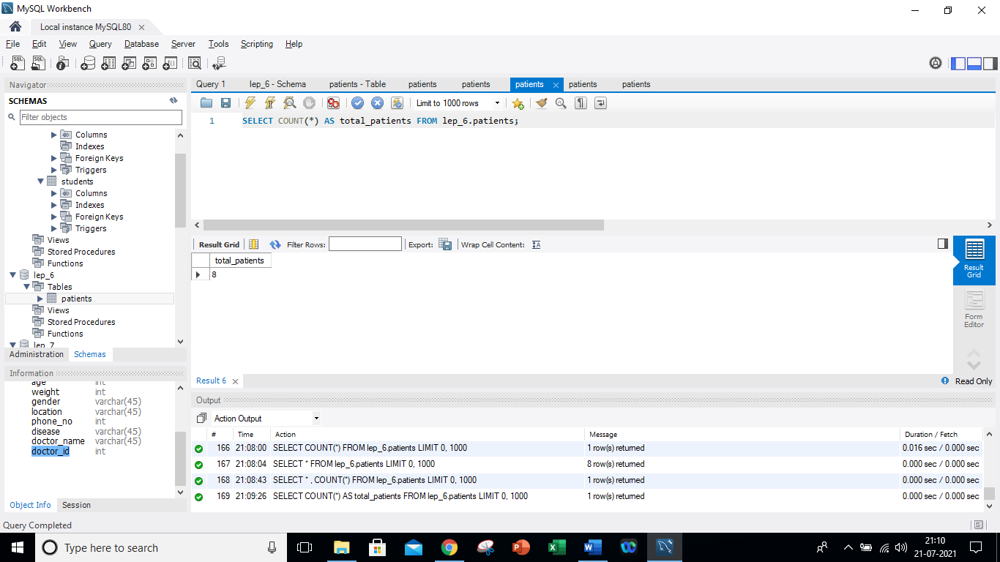 MySQL Workbench
Local instance MySQL80
File Edit View Query Database Server Tools Scripting Help
Navigator
SCHEMAS
Filter objects
Columns
Indexes
Foreign Keys
Triggers
students
Columns
Indexes
Foreign Keys
Triggers
Views
Stored Procedures
Functions
lep_6
Tables
patients
Views
Stored Procedures
Functions
lep_7
Administration Schemas
Information
age int
weight int
gender varchar(45)
location varchar(45)
phone_no int
disease varchar(45)
doctor_name varchar(45)
doctor_id int
Object Info Session
Query 1 lep_6 - Schema patients - Table patients patients patients patients patients
Limit to 1000 rows
1 SELECT COUNT(*) AS total_patients FROM lep_6.patients;
Result Grid Filter Rows: Export: Wrap Cell Content:
total_patients
8
Result Grid
Form Editor
Result 6
Read Only
Output
Action Output
# Time Action Message Duration / Fetch
166 21:08:00 SELECT COUNT(*) FROM lep_6.patients LIMIT 0, 1000 1 row(s) returned 0.016 sec / 0.000 sec
167 21:08:04 SELECT * FROM lep_6.patients LIMIT 0, 1000 8 row(s) returned 0.000 sec / 0.000 sec
168 21:08:43 SELECT * , COUNT(*) FROM lep_6.patients LIMIT 0, 1000 1 row(s) returned 0.000 sec / 0.000 sec
169 21:09:26 SELECT COUNT(*) AS total_patients FROM lep_6.patients LIMIT 0, 1000 1 row(s) returned 0.000 sec / 0.000 sec
Query Completed
Type here to search
21:10
21-07-2021